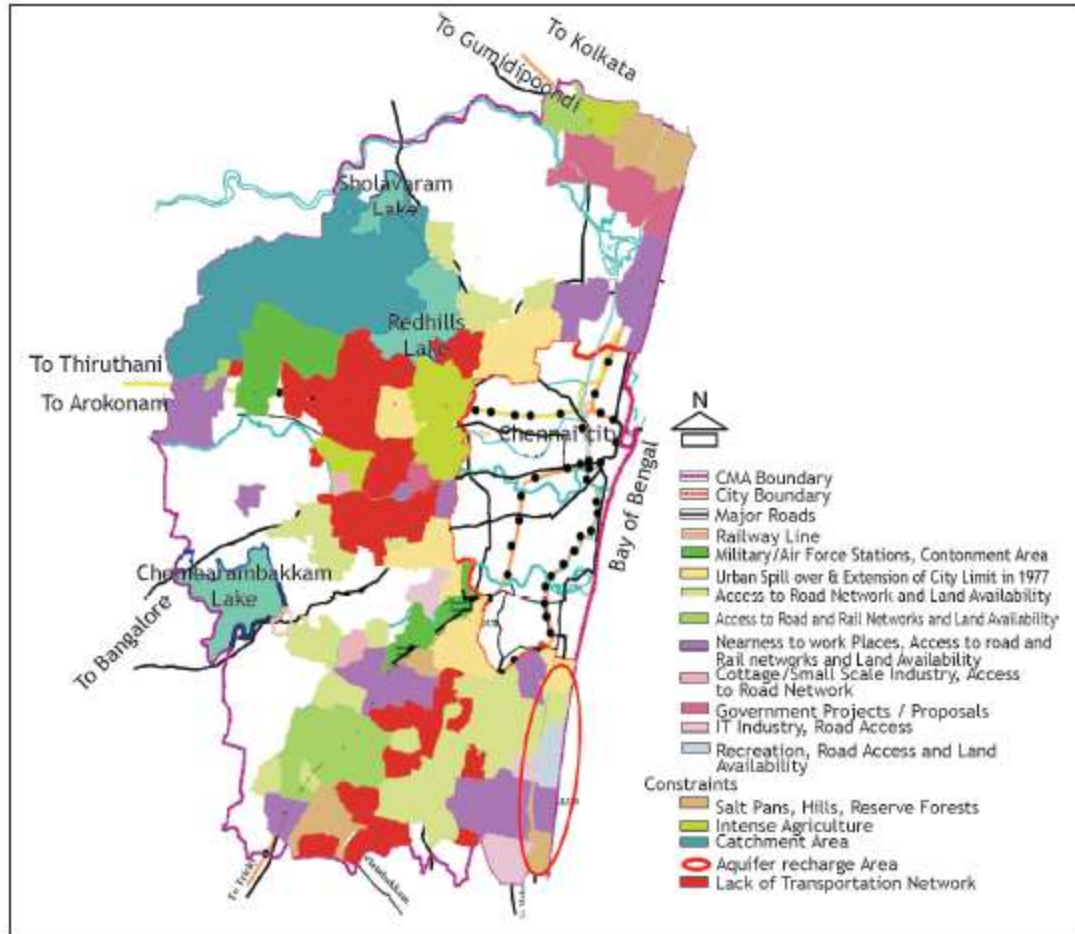 To Kolkata
To Gumidipoondi
Sholavaram
Lake
Redhills
Lake
To Thiruthani
To Arokonam
N
Chennai city
Bay of Bengal
Chembarambakkam
Lake
To Bangalore
To Trichy
CMA Boundary
City Boundary
Major Roads
Railway Line
Military/Air Force Stations, Contonment Area
Urban Spill over & Extension of City Limit in 1977
Access to Road Network and Land Availability
Access to Road and Rail Networks and Land Availability
Nearness to work Places, Access to road and
Rail networks and Land Availability
Cottage/Small Scale Industry, Access
to Road Network
Government Projects / Proposals
IT Industry, Road Access
Recreation, Road Access and Land
Availability
Constraints
Salt Pans, Hills, Reserve Forests
Intense Agriculture
Catchment Area
Aquifer recharge Area
Lack of Transportation Network